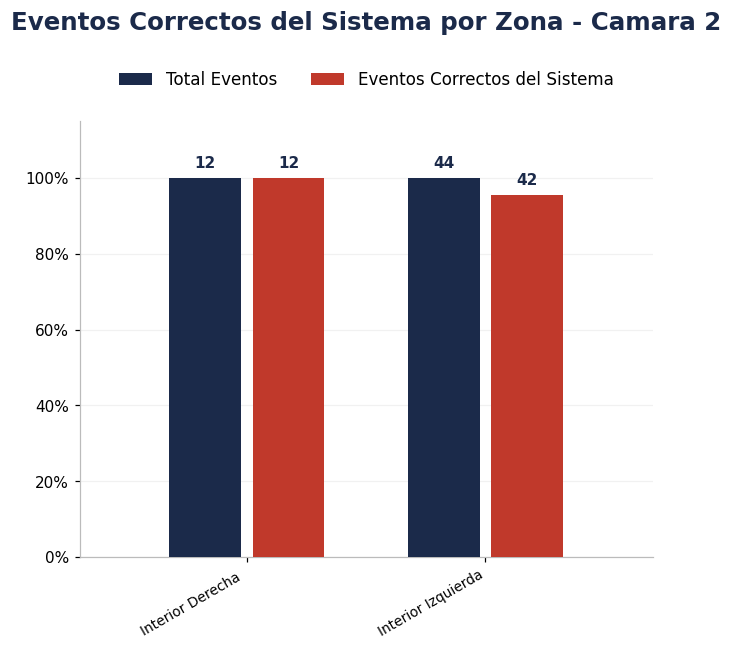 Eventos Correctos del Sistema por Zona - Camara 2
Total Eventos
Eventos Correctos del Sistema
12
12
44
42
100%
80%
60%
40%
20%
0%
Interior Derecha
Interior Izquierda